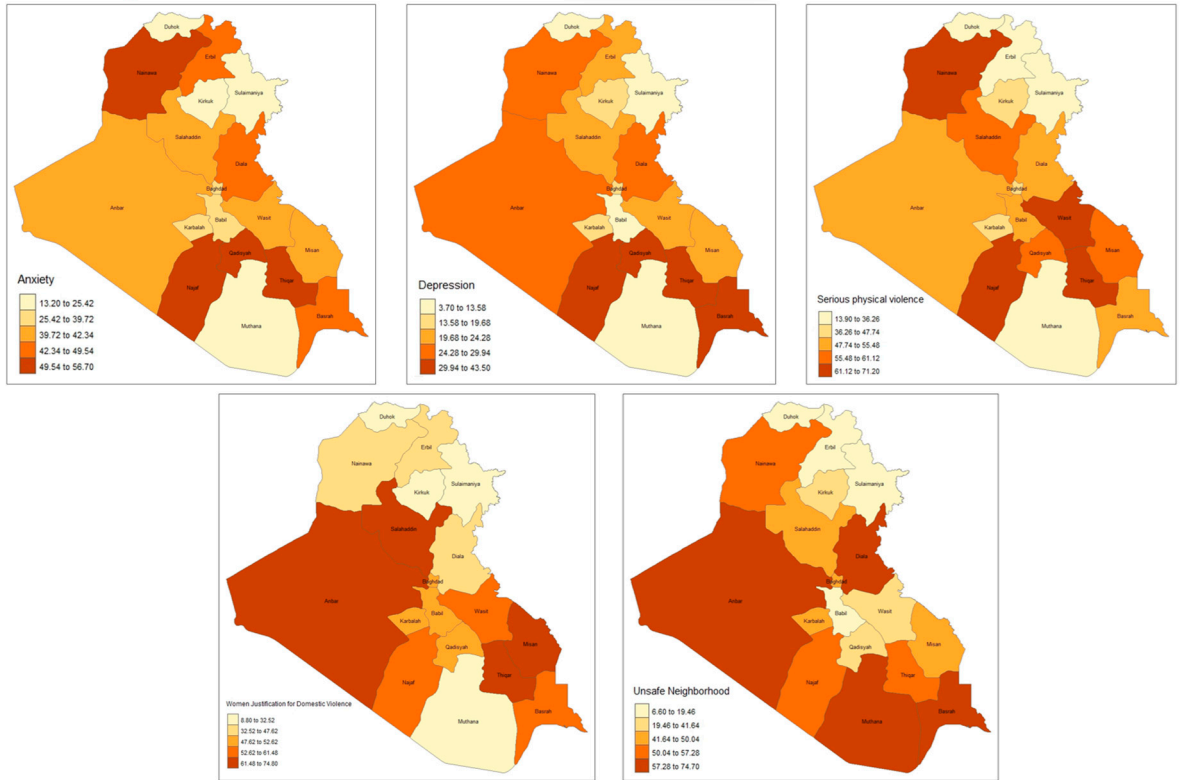 Duhok
Erbil
Nainawa
Sulaimaniya
Kirkuk
Salahaddin
Diala
Baghdad
Anbar
Babil
Wasit
Karbalah
Misan
Qadisyah
Najaf
Thiqar
Basrah
Muthana
Anxiety
13.20 to 25.42
25.42 to 39.72
39.72 to 42.34
42.34 to 49.54
49.54 to 56.70
Duhok
Erbil
Nainawa
Sulaimaniya
Kirkuk
Salahaddin
Diala
Baghdad
Anbar
Babil
Wasit
Karbalah
Misan
Qadisyah
Najaf
Thiqar
Basrah
Muthana
Depression
3.70 to 13.58
13.58 to 19.68
19.68 to 24.28
24.28 to 29.94
29.94 to 43.50
Duhok
Erbil
Nainawa
Sulaimaniya
Kirkuk
Salahaddin
Diala
Baghdad
Anbar
Babil
Wasit
Karbalah
Misan
Qadisyah
Najaf
Thiqar
Basrah
Muthana
Serious physical violence
13.90 to 36.26
36.26 to 47.74
47.74 to 55.48
55.48 to 61.12
61.12 to 71.20
Duhok
Erbil
Nainawa
Sulaimaniya
Kirkuk
Salahaddin
Diala
Baghdad
Anbar
Babil
Wasit
Karbalah
Misan
Qadisyah
Najaf
Thiqar
Basrah
Muthana
Women Justification for Domestic Violence
8.80 to 32.52
32.52 to 47.62
47.62 to 52.62
52.62 to 61.48
61.48 to 74.80
Duhok
Erbil
Nainawa
Sulaimaniya
Kirkuk
Salahaddin
Diala
Baghdad
Anbar
Babil
Wasit
Karbalah
Misan
Qadisyah
Najaf
Thiqar
Basrah
Muthana
Unsafe Neighborhood
6.60 to 19.46
19.46 to 41.64
41.64 to 50.04
50.04 to 57.28
57.28 to 74.70